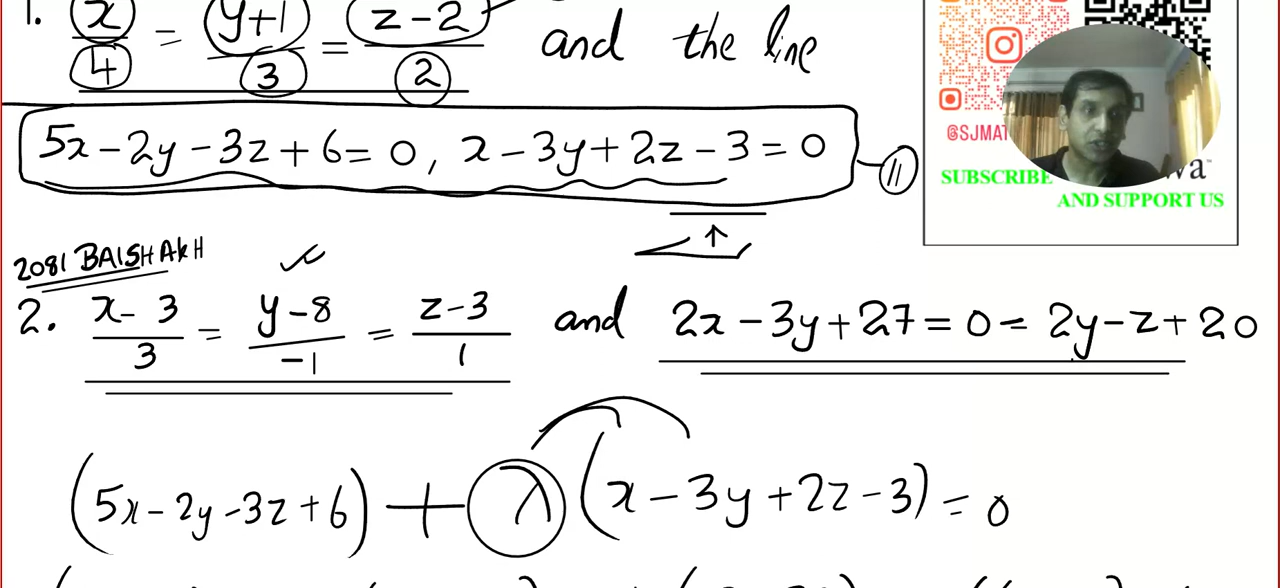 1. x/4 = y+1/3 = z-2/2 and the line
5x-2y-3z+6=0, x-3y+2z-3=0 -11
@SJMAT
SUBSCRIBE
AND SUPPORT US
2081 BAISHAKH
2. x-3/3 = y-8/-1 = z-3/1 and 2x-3y+27=0=2y-z+20
(5x-2y-3z+6)+λ(x-3y+2z-3)=0